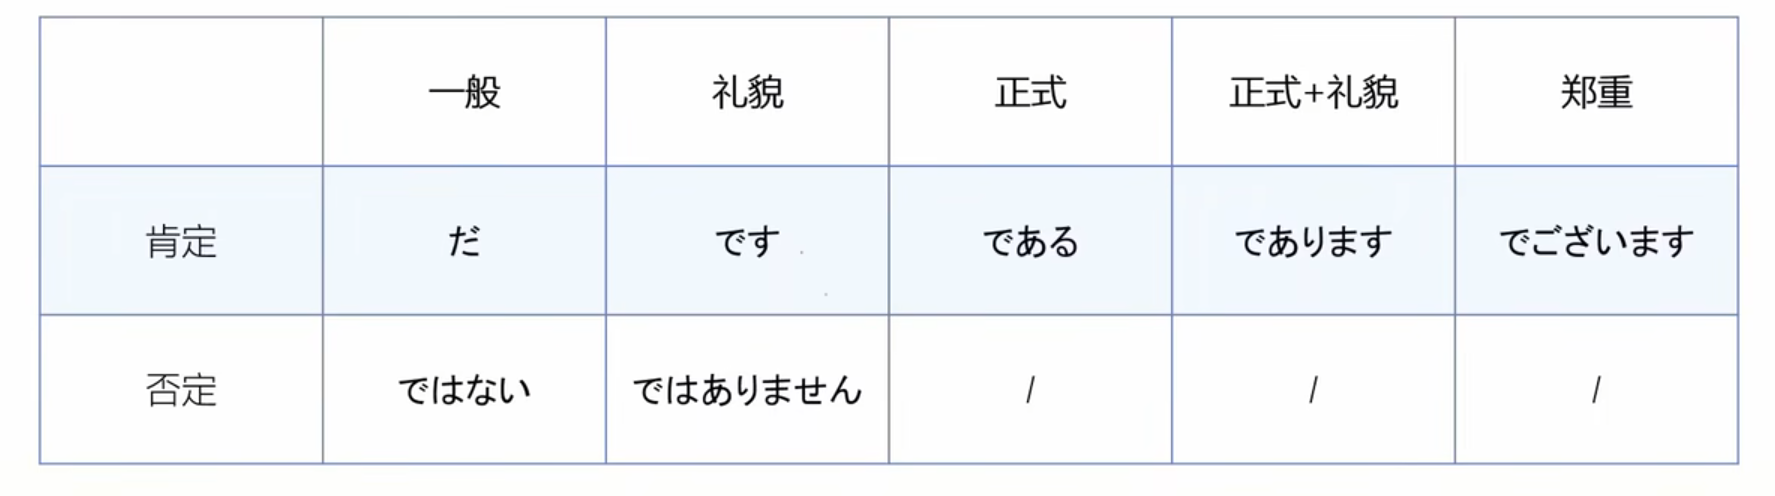 一般 礼貌 正式 正式+礼貌 郑重
肯定 だ です である であります でございます
否定 ではない ではありません / / /